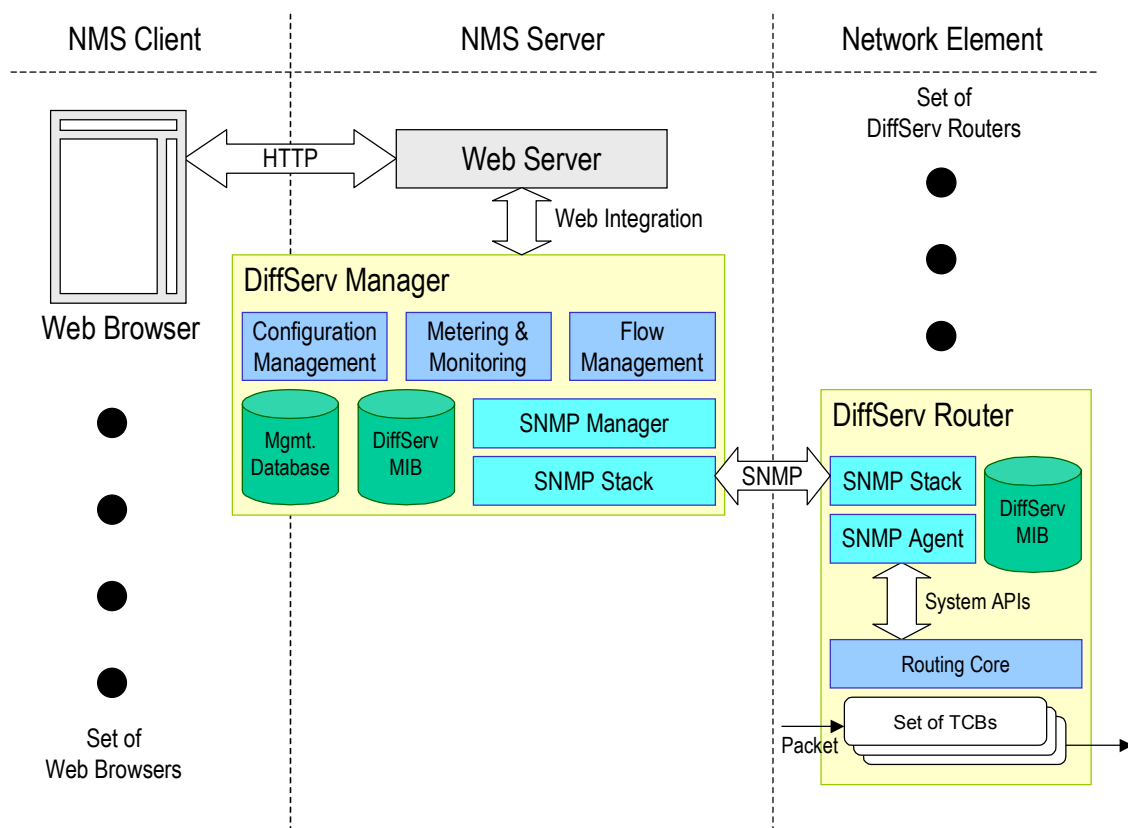 NMS Client
NMS Server
Network Element
Set of
DiffServ Routers
HTTP
Web Server
Web Integration
Web Browser
DiffServ Manager
Configuration
Management
Metering &
Monitoring
Flow
Management
Mgmt.
Database
DiffServ
MIB
SNMP Manager
SNMP Stack
SNMP
DiffServ Router
SNMP Stack
SNMP Agent
DiffServ
MIB
System APIs
Routing Core
Set of TCBs
Packet
Set of
Web Browsers